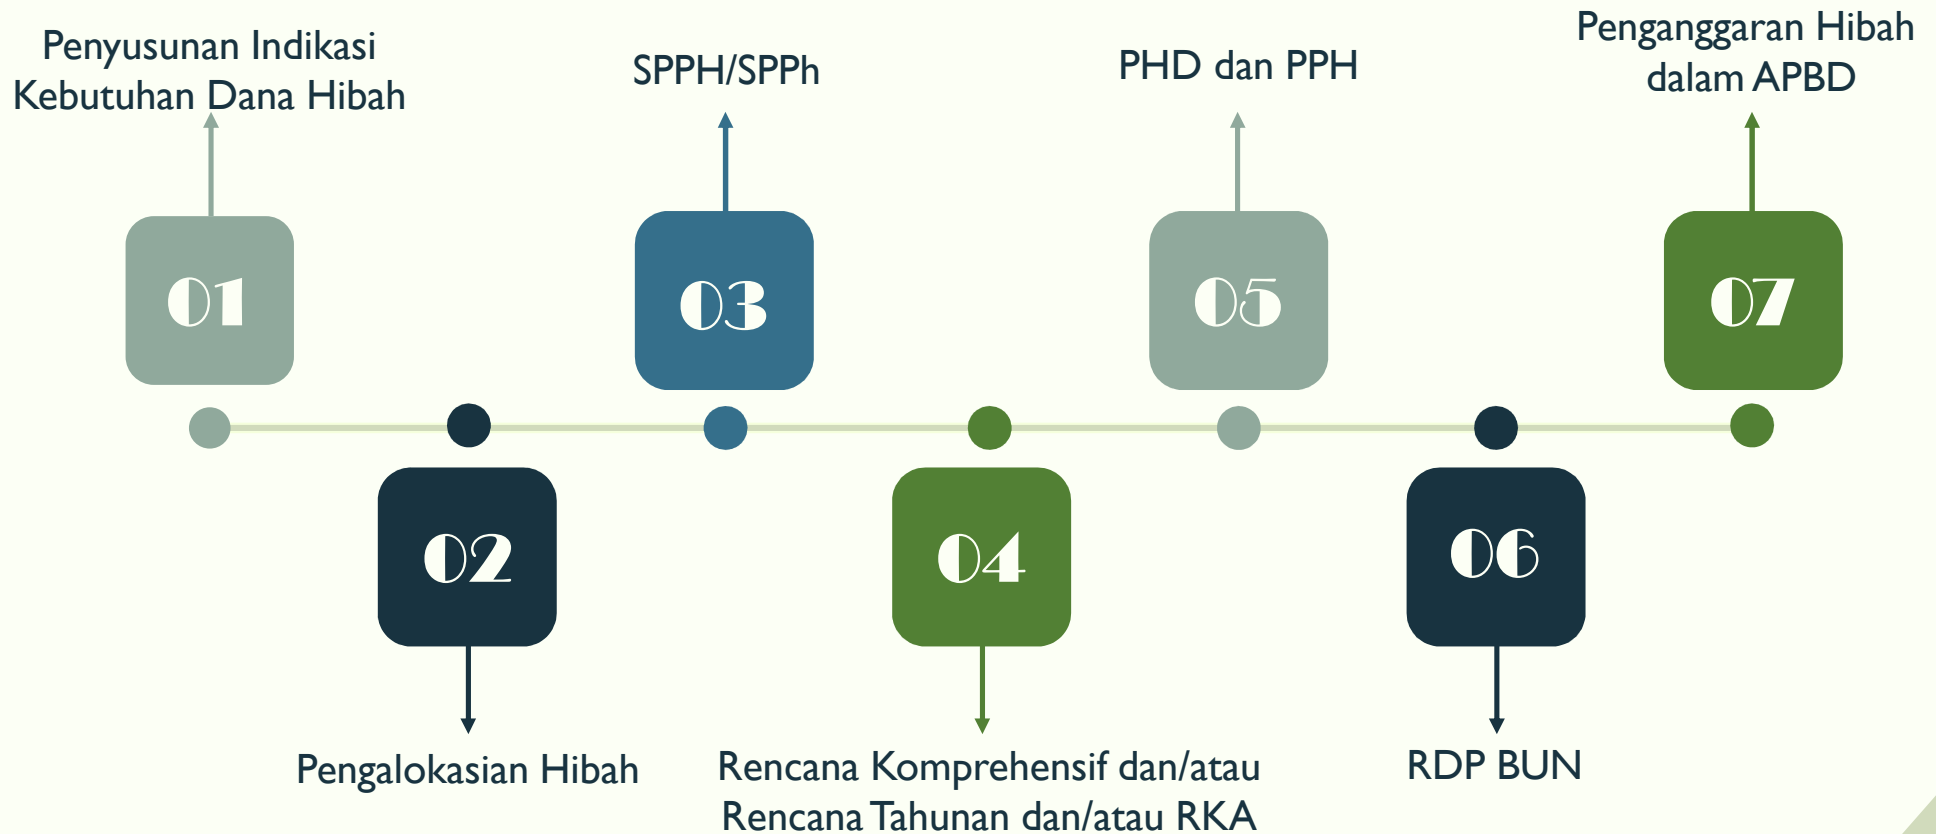 Penyusunan Indikasi
Kebutuhan Dana Hibah
01
Pengalokasian Hibah
02
SPPH/SPPh
03
Rencana Komprehensif dan/atau
Rencana Tahunan dan/atau RKA
04
PHD dan PPH
05
RDP BUN
06
Penganggaran Hibah
dalam APBD
07